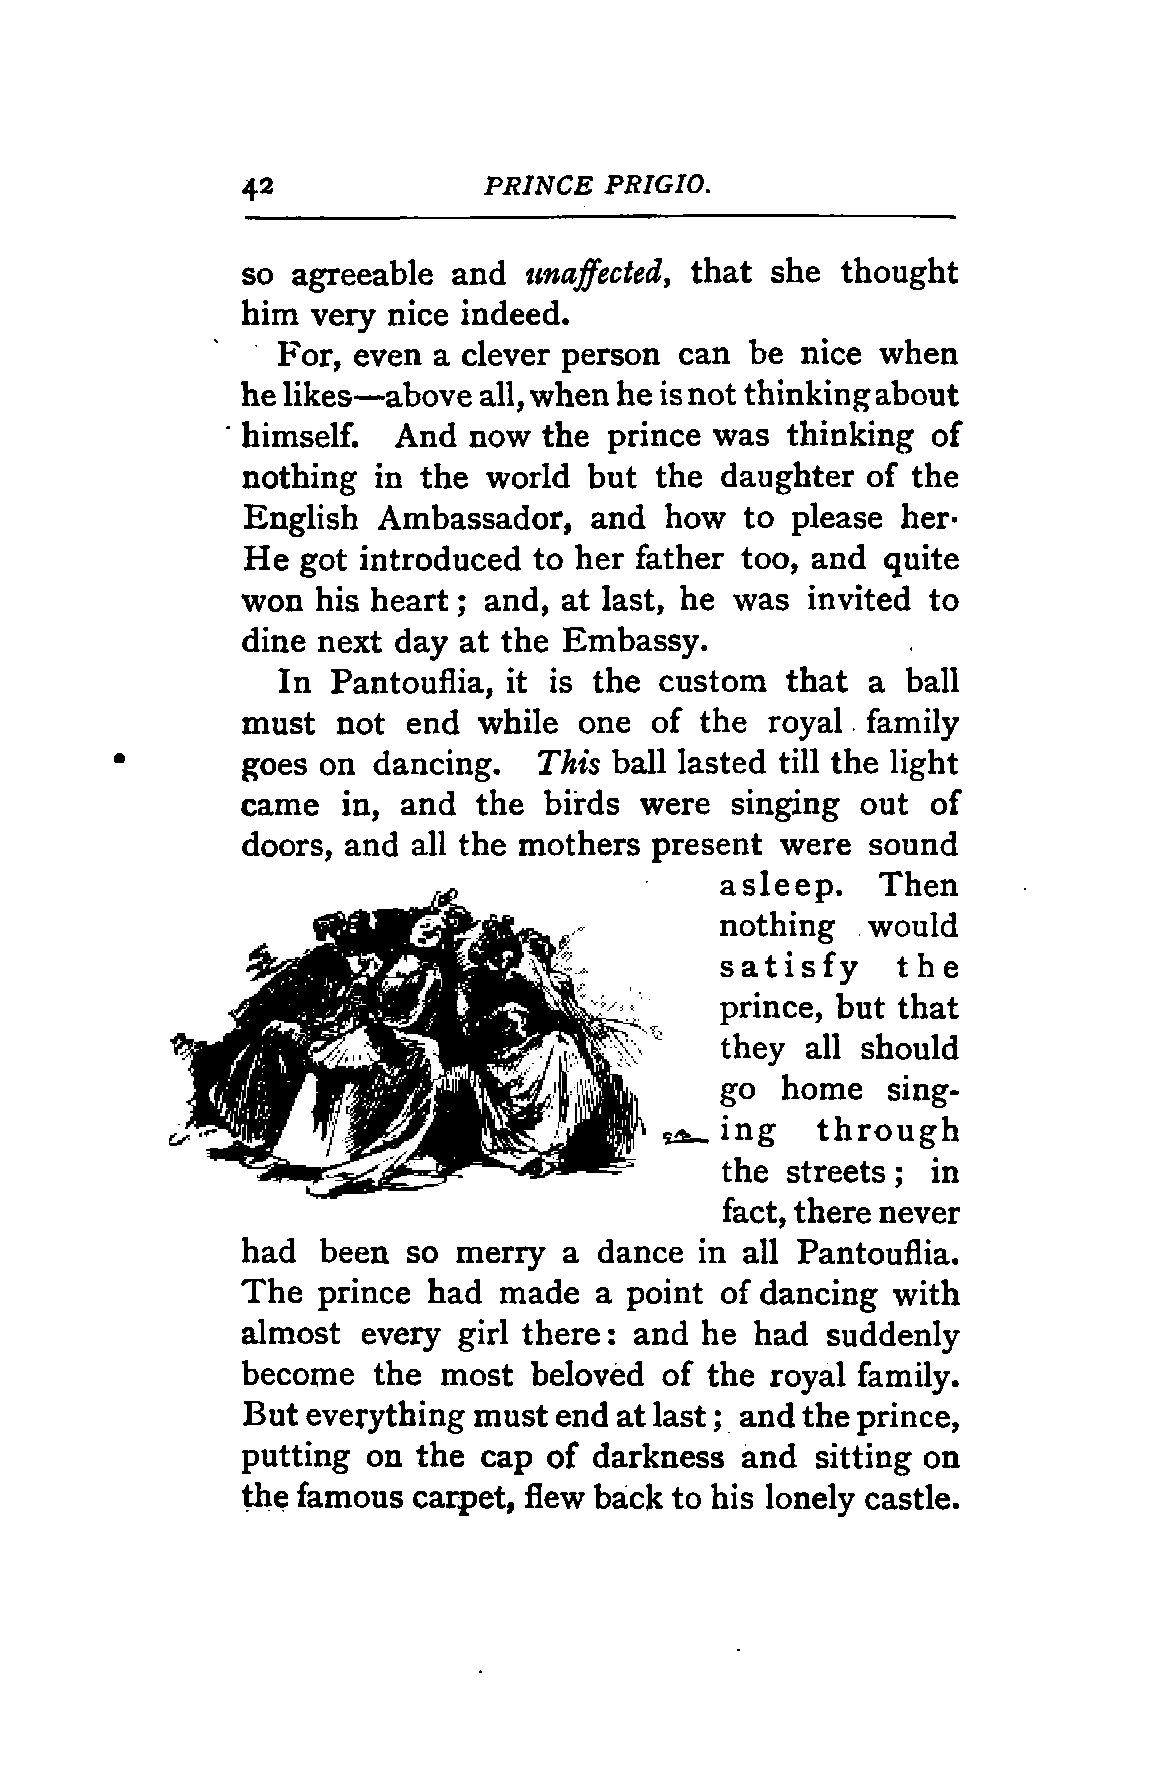 42 PRINCE PRIGIO.
so agreeable and unaffected, that she thought
him very nice indeed.
For, even a clever person can be nice when
he likes—above all, when he is not thinking about
himself. And now the prince was thinking of
nothing in the world but the daughter of the
English Ambassador, and how to please her.
He got introduced to her father too, and quite
won his heart; and, at last, he was invited to
dine next day at the Embassy.
In Pantouflia, it is the custom that a ball
must not end while one of the royal family
goes on dancing. This ball lasted till the light
came in, and the birds were singing out of
doors, and all the mothers present were sound
asleep. Then
nothing would
satisfy the
prince, but that
they all should
go home sing-
ing through
the streets; in
fact, there never
had been so merry a dance in all Pantouflia.
The prince had made a point of dancing with
almost every girl there: and he had suddenly
become the most beloved of the royal family.
But everything must end at last; and the prince,
putting on the cap of darkness and sitting on
the famous carpet, flew back to his lonely castle.